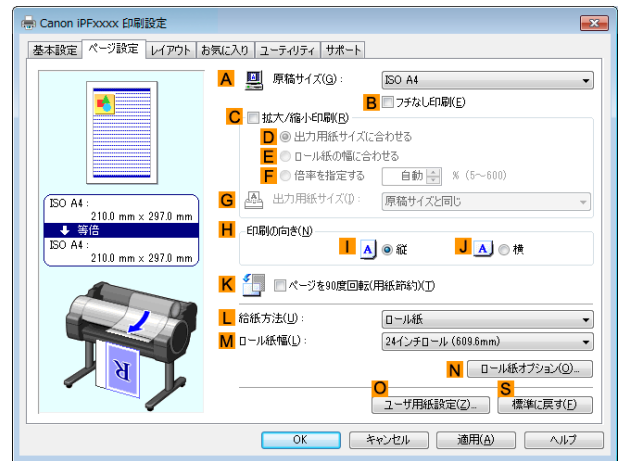 Canon iPFxxxx 印刷設定
基本設定 ページ設定 レイアウト お気に入り ユーティリティ サポート
A 原稿サイズ(G): ISO A4
B フチなし印刷(E)
C 拡大/縮小印刷(R)
D 出力用紙サイズに合わせる
E ロール紙の幅に合わせる
F 倍率を指定する 自動 % (5～600)
G 出力用紙サイズ(I): 原稿サイズと同じ
ISO A4:
210.0 mm x 297.0 mm
等倍
ISO A4:
210.0 mm x 297.0 mm
H 印刷の向き(N)
I A 縦 J A 横
K ページを90度回転(用紙節約)(T)
L 給紙方法(U): ロール紙
M ロール紙幅(L): 24インチロール (609.6mm)
R
N ロール紙オプション(O)...
O ユーザ用紙設定(Z)... S 標準に戻す(F)
OK キャンセル 適用(A) ヘルプ